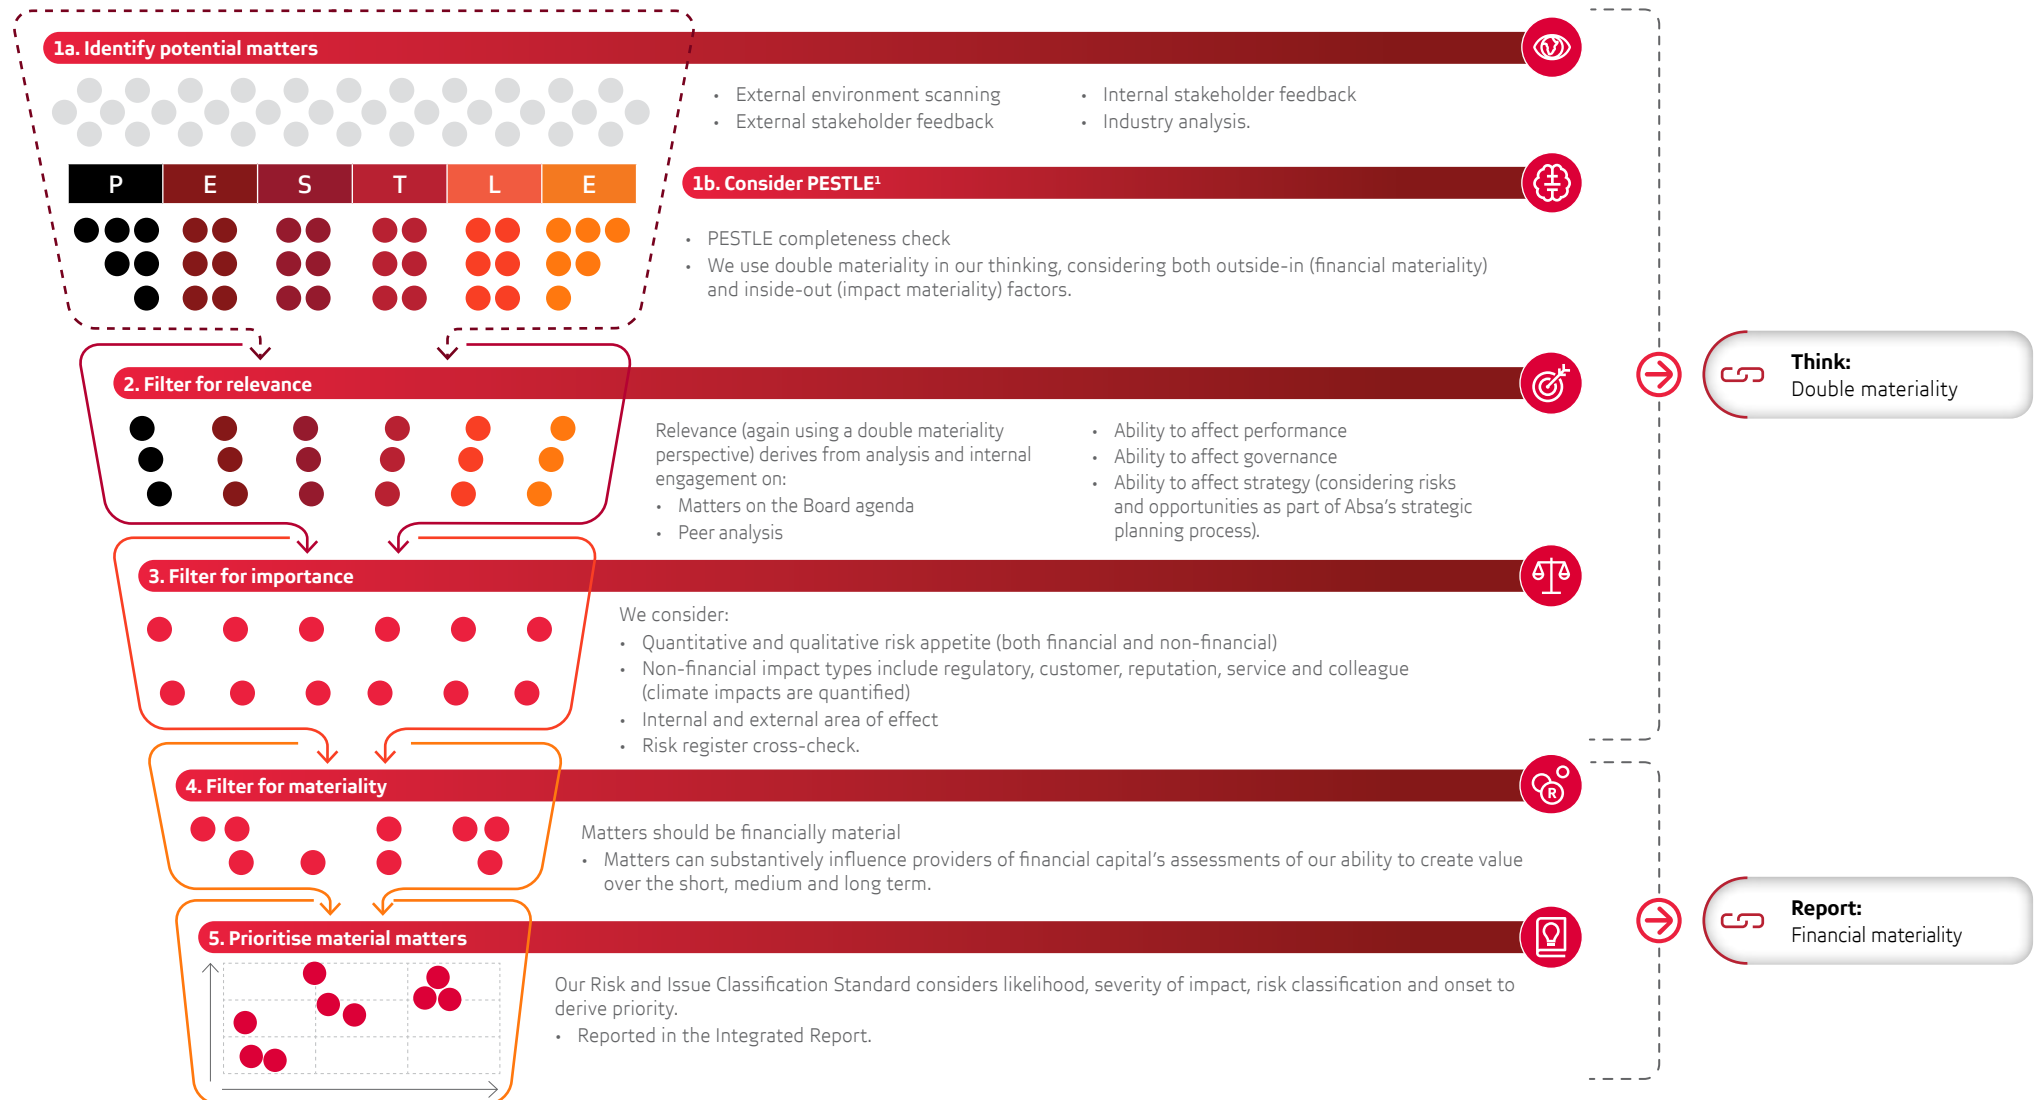 1a. Identify potential matters
• External environment scanning
• External stakeholder feedback
• Internal stakeholder feedback
• Industry analysis.
P E S T L E
1b. Consider PESTLE¹
• PESTLE completeness check
• We use double materiality in our thinking, considering both outside-in (financial materiality)
and inside-out (impact materiality) factors.
2. Filter for relevance
Relevance (again using a double materiality
perspective) derives from analysis and internal
engagement on:
• Matters on the Board agenda
• Peer analysis
• Ability to affect performance
• Ability to affect governance
• Ability to affect strategy (considering risks
and opportunities as part of Absa's strategic
planning process).
Think:
Double materiality
3. Filter for importance
We consider:
• Quantitative and qualitative risk appetite (both financial and non-financial)
• Non-financial impact types include regulatory, customer, reputation, service and colleague
(climate impacts are quantified)
• Internal and external area of effect
• Risk register cross-check.
4. Filter for materiality
R
Matters should be financially material
• Matters can substantively influence providers of financial capital's assessments of our ability to create value
over the short, medium and long term.
5. Prioritise material matters
Our Risk and Issue Classification Standard considers likelihood, severity of impact, risk classification and onset to
derive priority.
• Reported in the Integrated Report.
Report:
Financial materiality